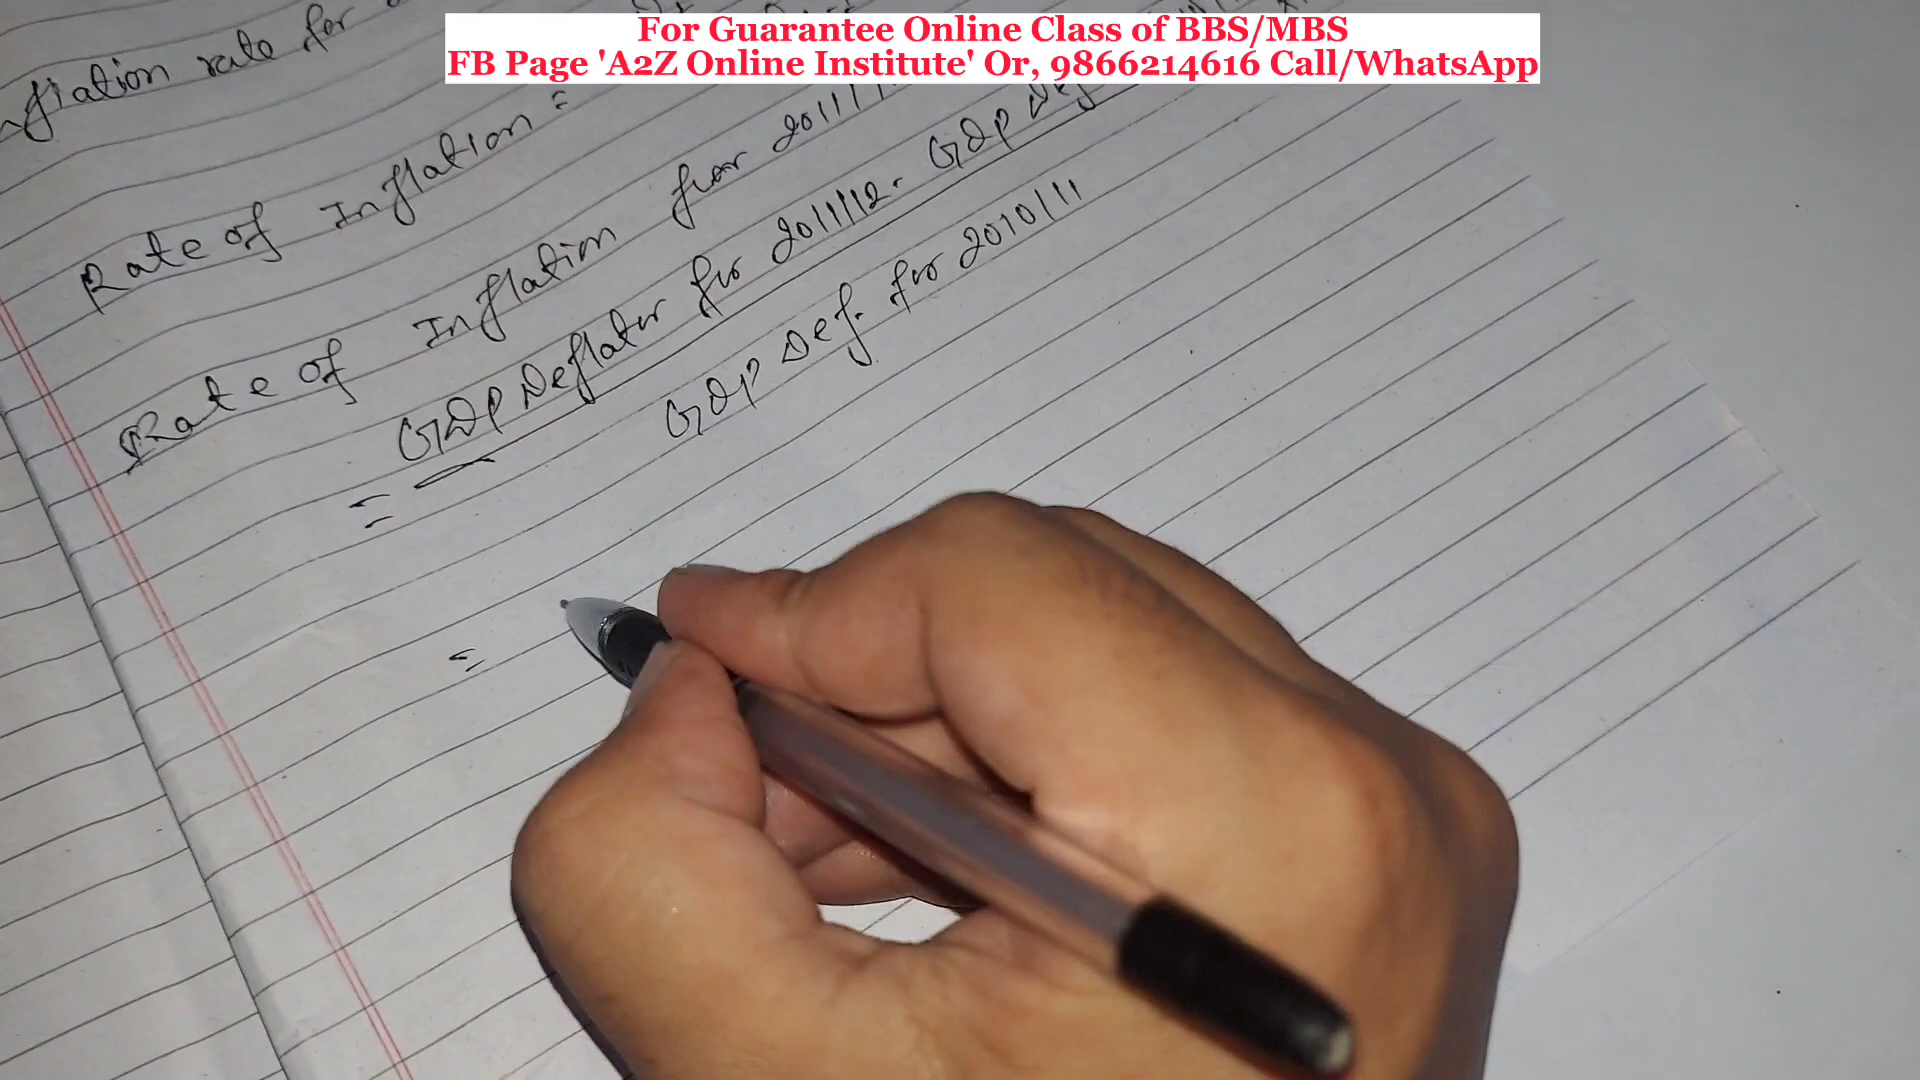 For Guarantee Online Class of BBS/MBS
FB Page 'A2Z Online Institute' Or, 9866214616 Call/WhatsApp
nflation rate for
Rate of Inflation =
Rate of Inflation for 2011/1
= GDP Deflator for 2011/12 - GDP Def
GDP Def. for 2010/11
=